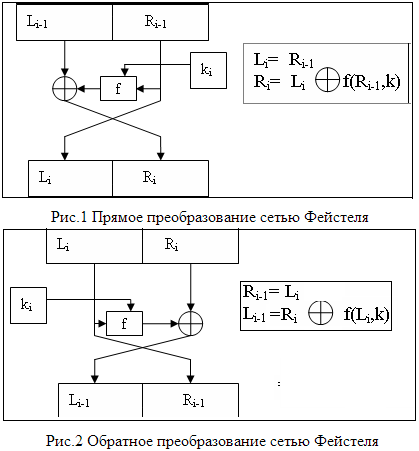 Li-1 Ri-1
ki
f
Li Ri
Li= Ri-1
Ri= Li ⊕ f(Ri-1,k)
Рис.1 Прямое преобразование сетью Фейстеля
Li Ri
ki
f
Li-1 Ri-1
Ri-1= Li
Li-1 =Ri ⊕ f(Li,k)
:
Рис.2 Обратное преобразование сетью Фейстеля